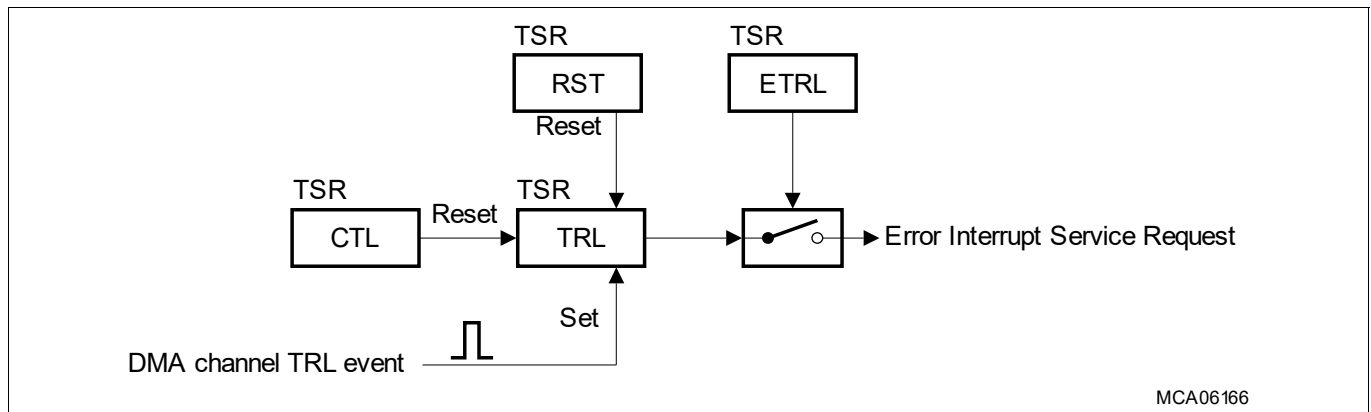 TSR
TSR
RST
ETRL
Reset
TSR
TSR
CTL
Reset
TRL
Error Interrupt Service Request
Set
DMA channel TRL event
MCA06166